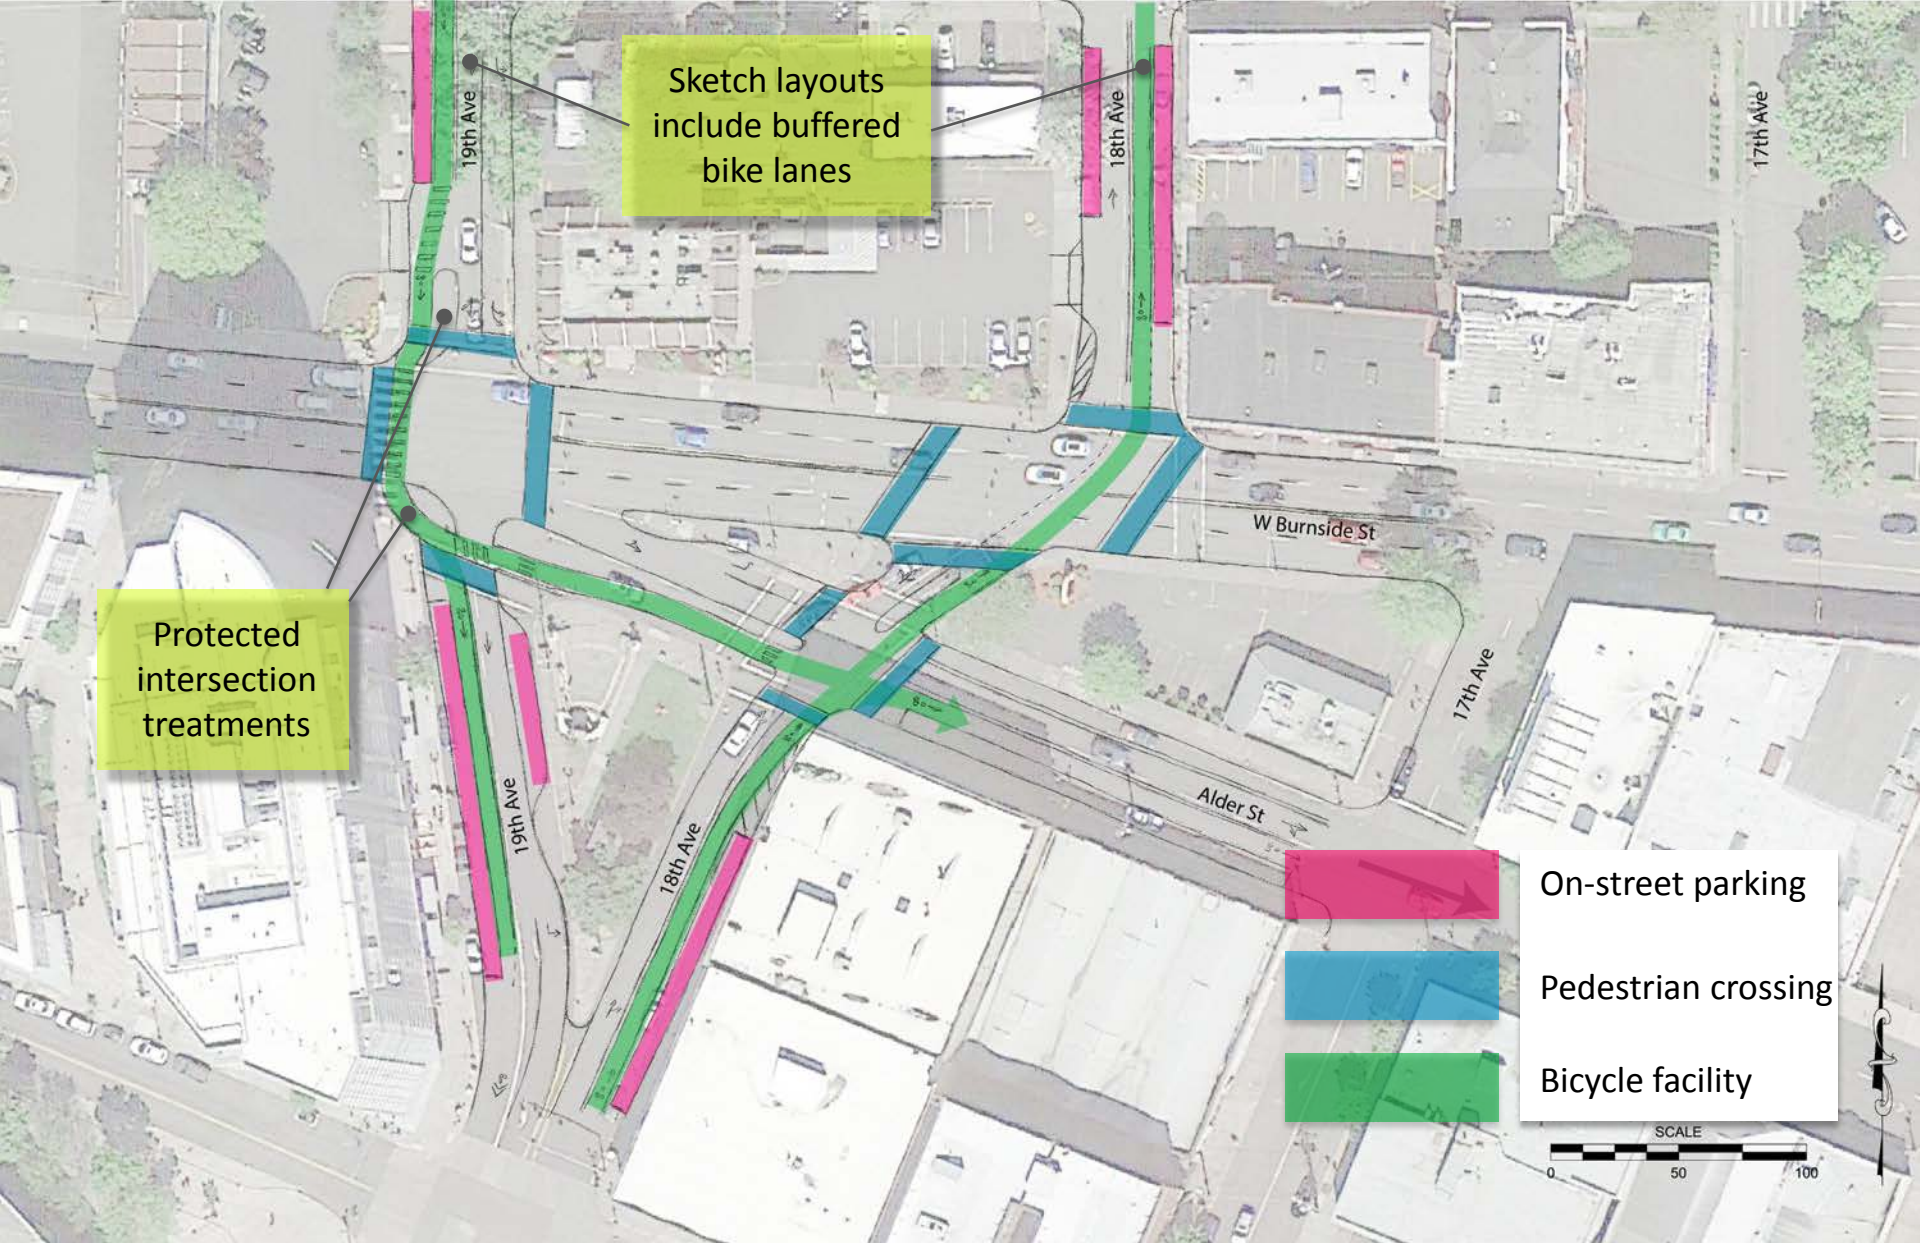 19th Ave
Sketch layouts
include buffered
bike lanes
18th Ave
17th Ave
W Burnside St
Protected
intersection
treatments
17th Ave
19th Ave
18th Ave
Alder St
On-street parking
Pedestrian crossing
Bicycle facility
SCALE
0 50 100